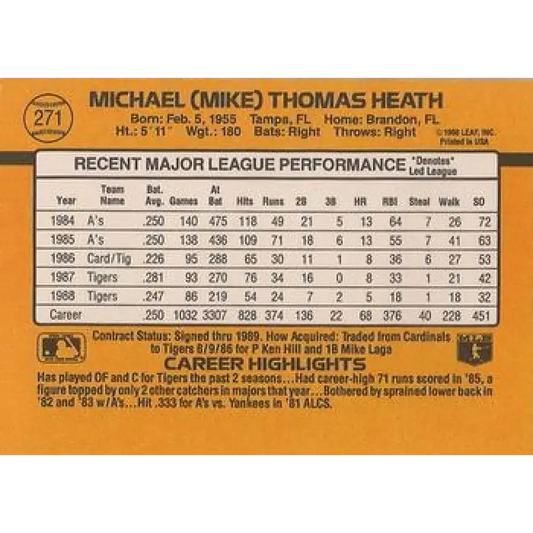 271
MICHAEL (MIKE) THOMAS HEATH
Born: Feb. 5, 1955 Tampa, FL Home: Brandon, FL
Ht.: 5'11" Wgt.: 180 Bats: Right Throws: Right
© 1988 LEAF, INC.
Printed in USA
RECENT MAJOR LEAGUE PERFORMANCE *Denotes* Led League
Year Team Name Bat. Avg. Games At Bat Hits Runs 2B 3B HR RBI Steal Walk SO
1984 A's .250 140 475 118 49 21 5 13 64 7 26 72
1985 A's .250 138 436 109 71 18 6 13 55 7 41 63
1986 Card/Tig .226 95 288 65 30 11 1 8 36 6 27 53
1987 Tigers .281 93 270 76 34 16 0 8 33 1 21 42
1988 Tigers .247 86 219 54 24 7 2 5 18 1 18 32
Career .250 1032 3307 828 374 136 22 68 376 40 228 451
Contract Status: Signed thru 1989. How Acquired: Traded from Cardinals
to Tigers 8/9/86 for P Ken Hill and 1B Mike Laga
CAREER HIGHLIGHTS
Has played OF and C for Tigers the past 2 seasons...Had career-high 71 runs scored in '85, a
figure topped by only 2 other catchers in majors that year...Bothered by sprained lower back in
'82 and '83 w/A's...Hit .333 for A's vs. Yankees in '81 ALCS.